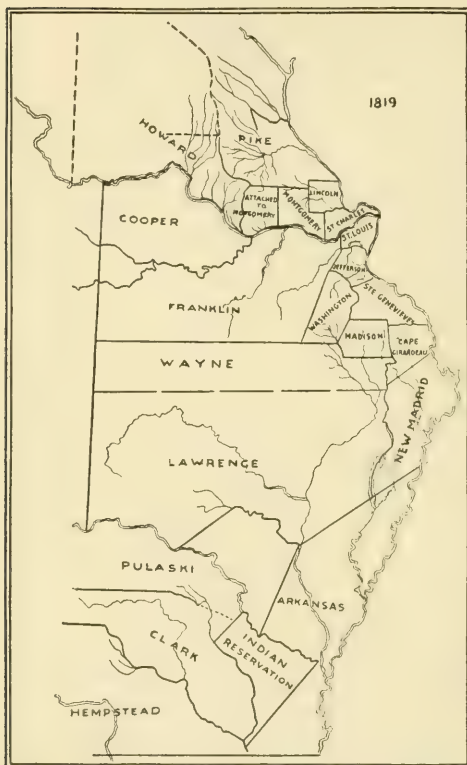 1819
HOWARD
PIKE
LINCOLN
ATTACHED
TO
MONTGOMERY
MONTGOMERY
ST CHARLES
ST. LOUIS
COOPER
JEFFERSON
STE GENEVIEVE
FRANKLIN
WASHINGTON
MADISON
CAPE
GIRARDEAU
WAYNE
NEW MADRID
LAWRENCE
PULASKI
ARKANSAS
CLARK
INDIAN
RESERVATION
HEMPSTEAD